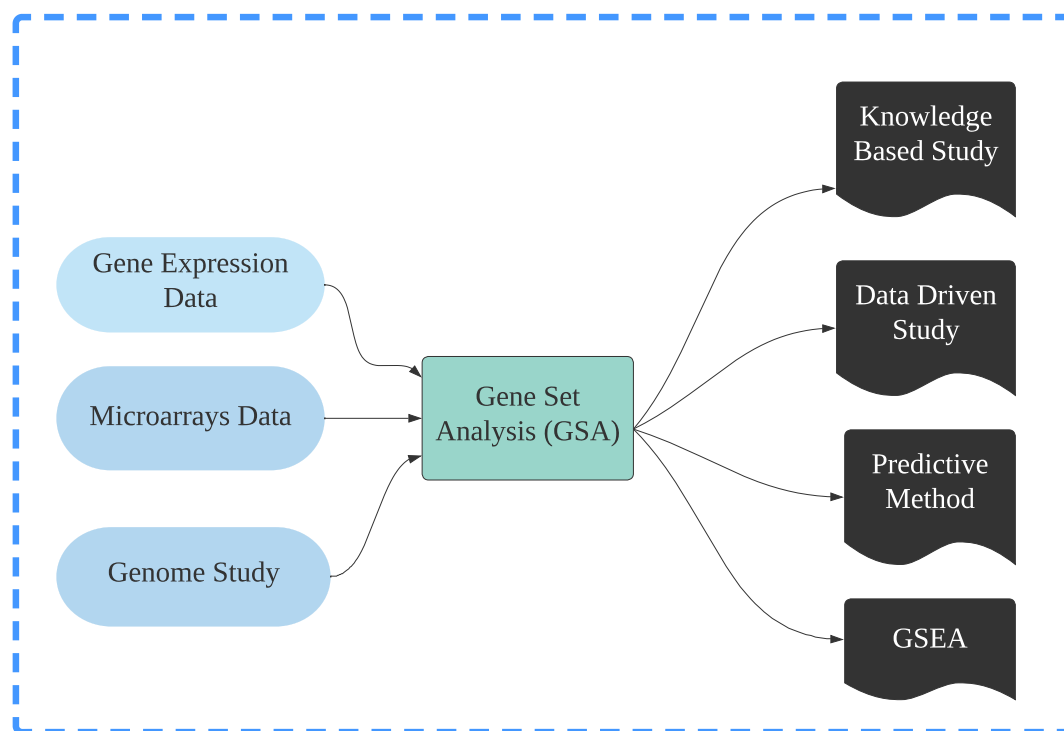 Gene Expression
Data
Microarrays Data
Genome Study
Gene Set
Analysis (GSA)
Knowledge
Based Study
Data Driven
Study
Predictive
Method
GSEA